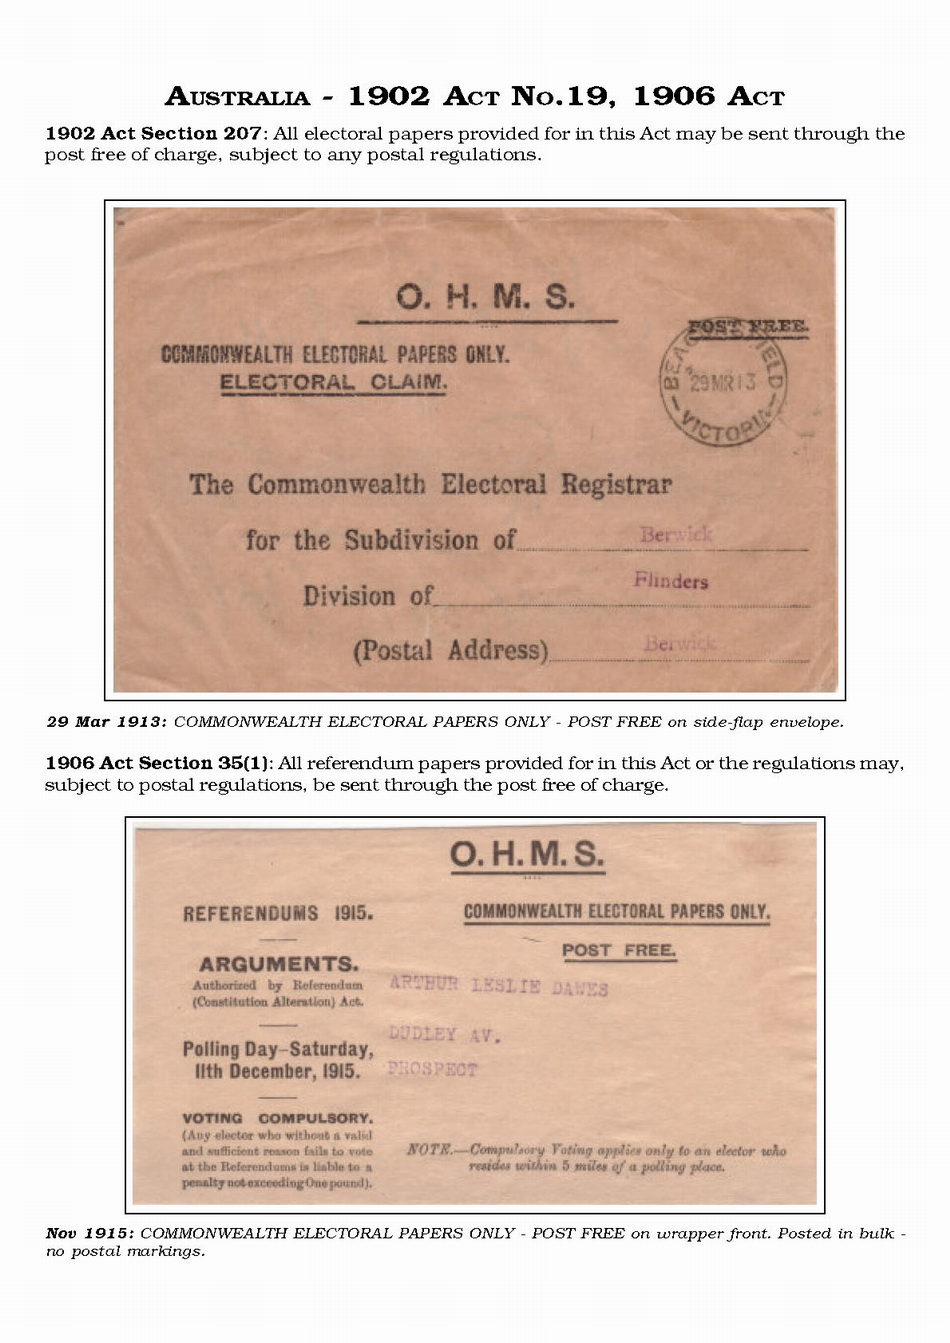 AUSTRALIA - 1902 ACT NO.19, 1906 ACT
1902 Act Section 207: All electoral papers provided for in this Act may be sent through the
post free of charge, subject to any postal regulations.
O. H. M. S.
POST FREE.
COMMONWEALTH ELECTORAL PAPERS ONLY.
ELECTORAL CLAIM.
29 MR 13
VICTORIA
The Commonwealth Electoral Registrar
for the Subdivision of Berwick
Division of Flinders
(Postal Address) Berwick
29 Mar 1913: COMMONWEALTH ELECTORAL PAPERS ONLY - POST FREE on side-flap envelope.
1906 Act Section 35(1): All referendum papers provided for in this Act or the regulations may,
subject to postal regulations, be sent through the post free of charge.
O. H. M. S.
REFERENDUMS 1915.
COMMONWEALTH ELECTORAL PAPERS ONLY.
POST FREE.
ARGUMENTS.
Authorized by Referendum
(Constitution Alteration) Act.
ARTHUR LESLIE DAWES
DUDLEY AV.
PROSPECT
Polling Day-Saturday,
11th December, 1915.
VOTING COMPULSORY.
(Any elector who without a valid
and sufficient reason fails to vote
at the Referendums is liable to a
penalty not exceeding One pound).
NOTE.—Compulsory Voting applies only to an elector who
resides within 5 miles of a polling place.
Nov 1915: COMMONWEALTH ELECTORAL PAPERS ONLY - POST FREE on wrapper front. Posted in bulk -
no postal markings.